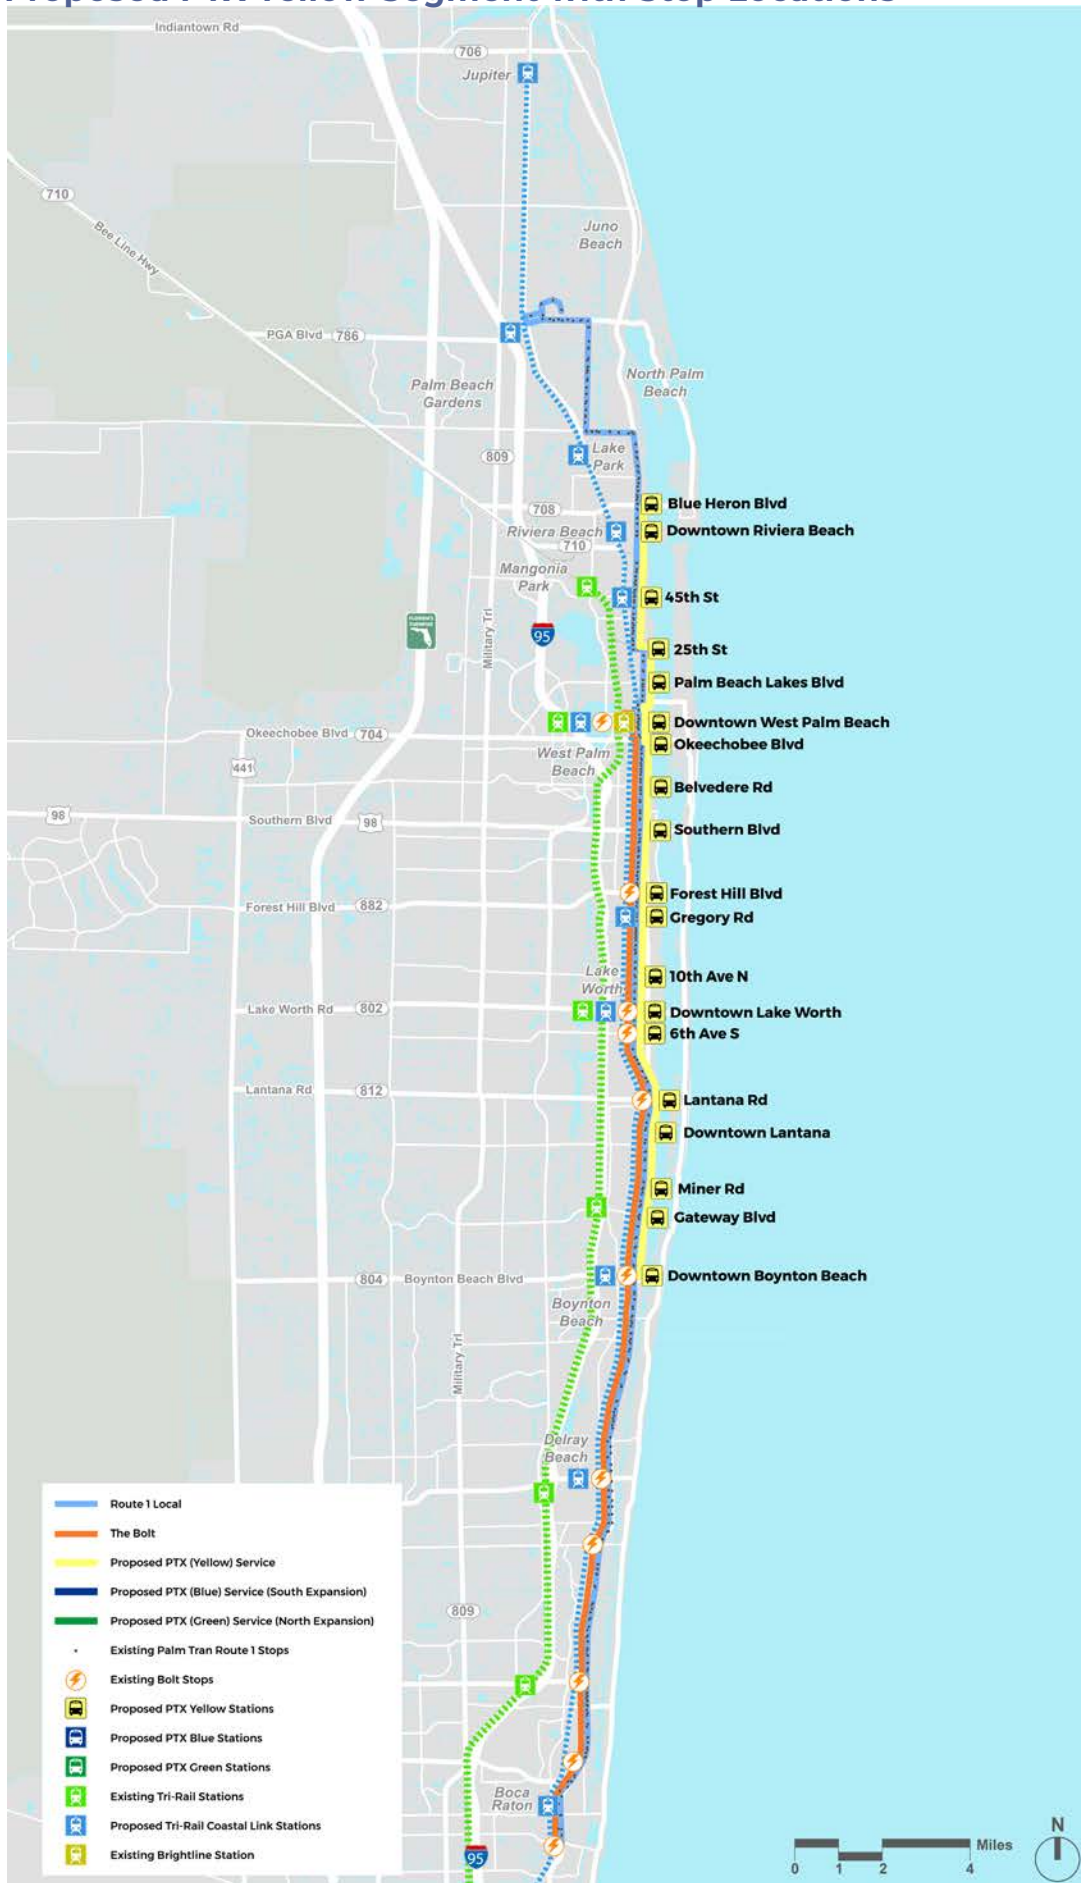 Proposed PTX Yellow Segment with Stop Locations
Indiantown Rd
706
Jupiter
710
Bee Line Hwy
Juno
Beach
PGA Blvd
786
Palm Beach
Gardens
North Palm
Beach
809
Lake
Park
708
Blue Heron Blvd
Riviera Beach
Downtown Riviera Beach
710
Mangonia
Park
45th St
Military Trl
95
25th St
Palm Beach Lakes Blvd
Downtown West Palm Beach
Okeechobee Blvd
704
Okeechobee Blvd
West Palm
Beach
441
Belvedere Rd
98
Southern Blvd
98
Southern Blvd
Forest Hill Blvd
Forest Hill Blvd
882
Gregory Rd
Lake
Worth
10th Ave N
Lake Worth Rd
802
Downtown Lake Worth
6th Ave S
Lantana Rd
812
Lantana Rd
Downtown Lantana
Miner Rd
Gateway Blvd
804
Boynton Beach Blvd
Downtown Boynton Beach
Boynton
Beach
Military Trl
Delray
Beach
Route 1 Local
The Bolt
Proposed PTX (Yellow) Service
Proposed PTX (Blue) Service (South Expansion)
Proposed PTX (Green) Service (North Expansion)
Existing Palm Tran Route 1 Stops
Existing Bolt Stops
Proposed PTX Yellow Stations
Proposed PTX Blue Stations
Proposed PTX Green Stations
Existing Tri-Rail Stations
Proposed Tri-Rail Coastal Link Stations
Existing Brightline Station
809
Boca
Raton
95
N
Miles
0 1 2 4